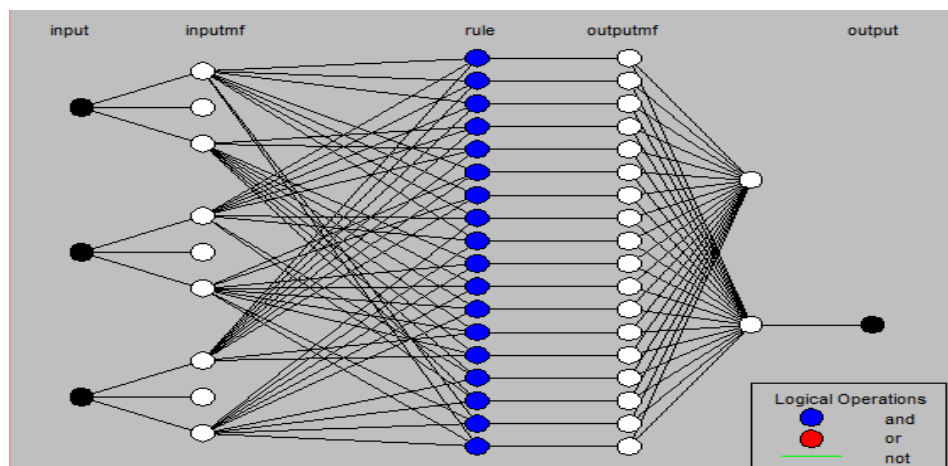 input inputmf rule outputmf output
Logical Operations
and
or
not